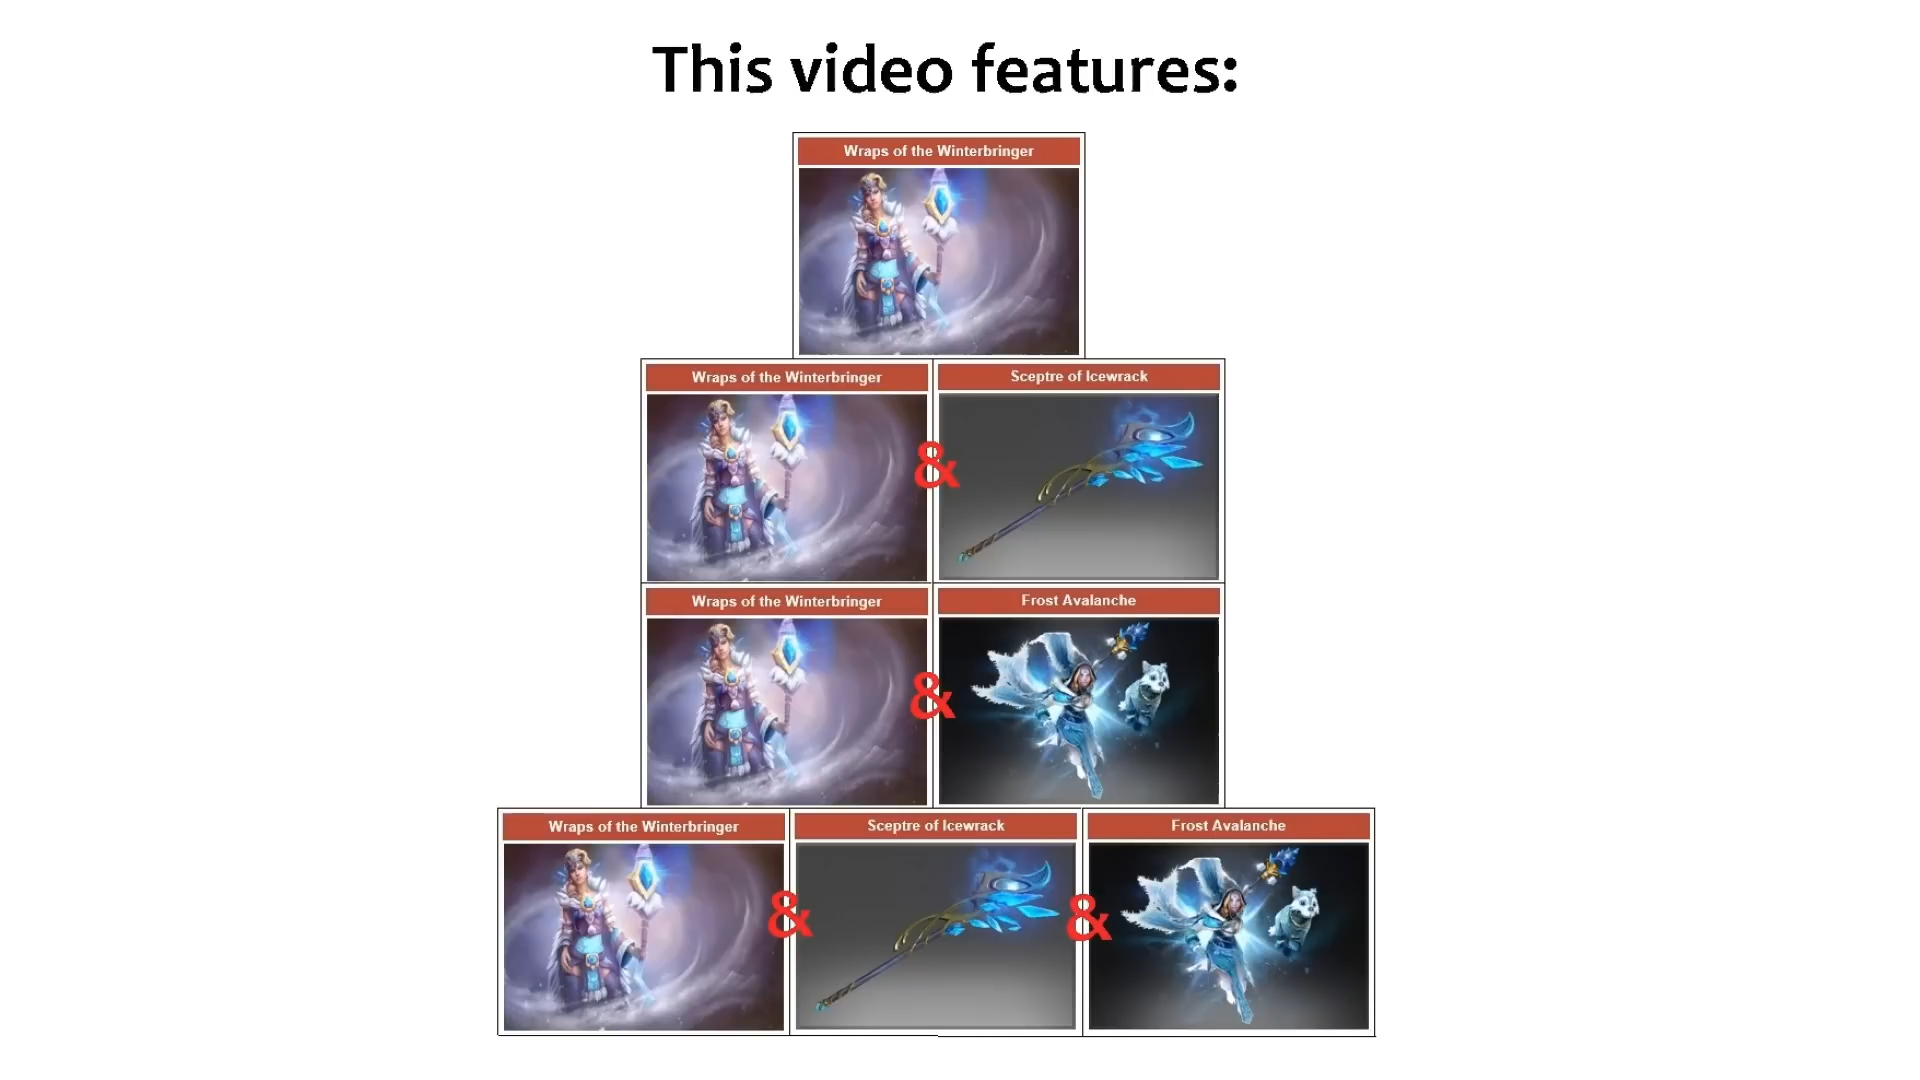 This video features:
Wraps of the Winterbringer
Wraps of the Winterbringer
Sceptre of Icewrack
&
Wraps of the Winterbringer
Frost Avalanche
&
Wraps of the Winterbringer
Sceptre of Icewrack
Frost Avalanche
&
&